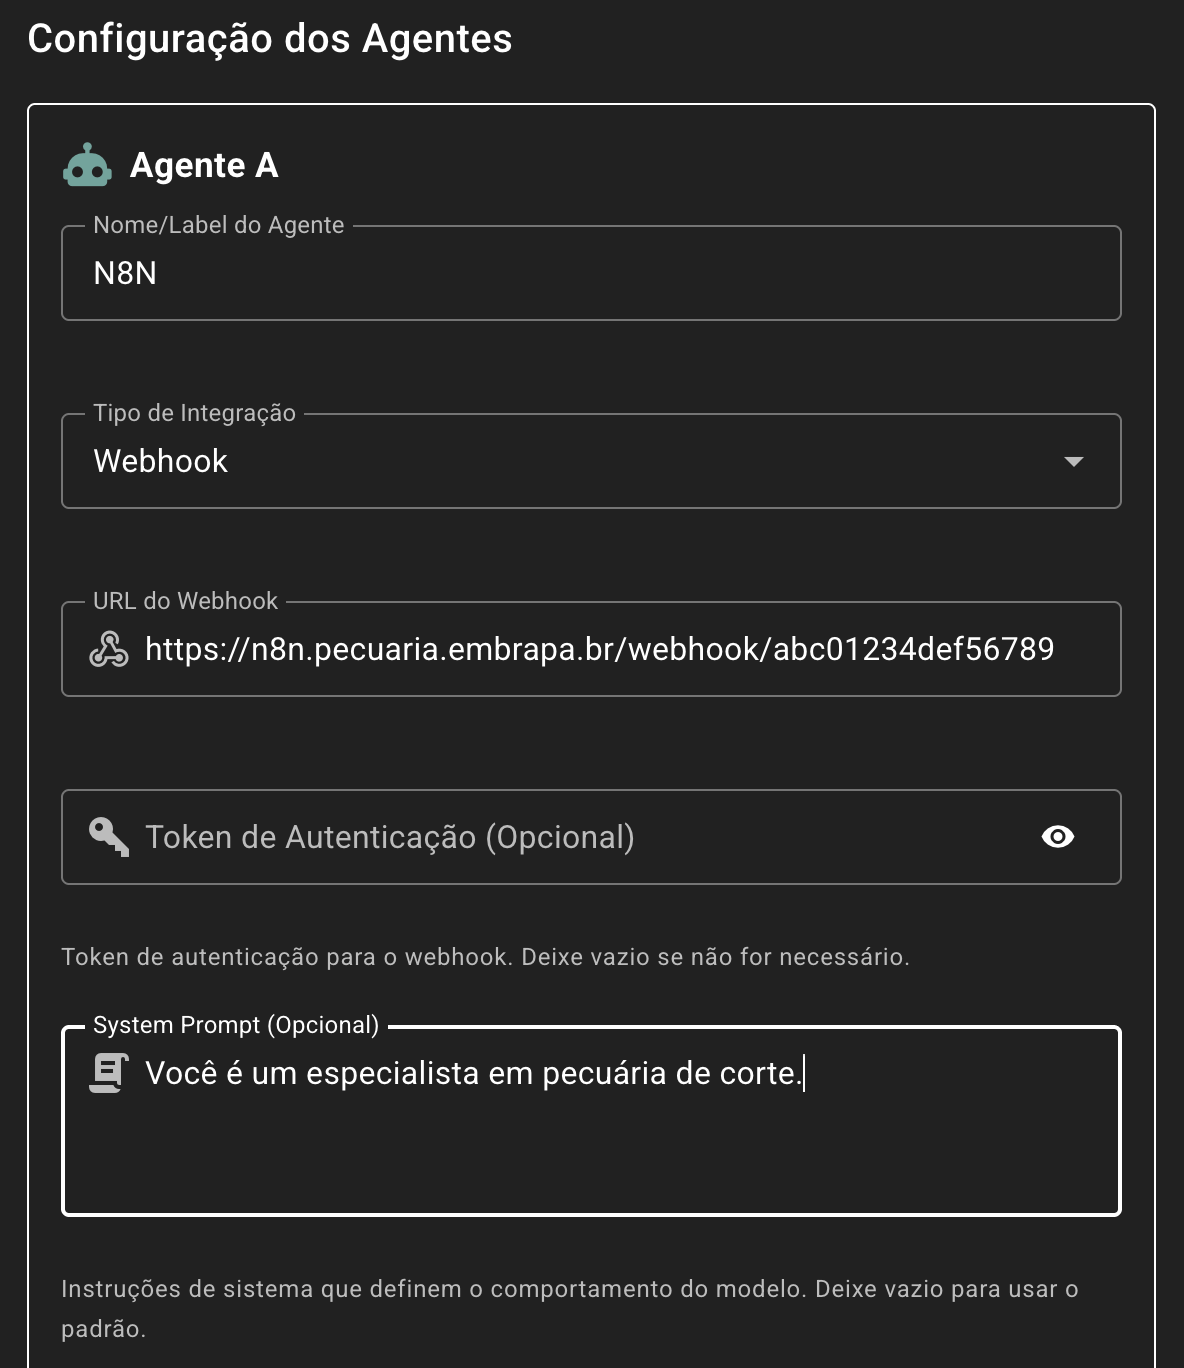 Configuração dos Agentes
Agente A
Nome/Label do Agente
N8N
Tipo de Integração
Webhook
URL do Webhook
https://n8n.pecuaria.embrapa.br/webhook/abc01234def56789
Token de Autenticação (Opcional)
Token de autenticação para o webhook. Deixe vazio se não for necessário.
System Prompt (Opcional)
Você é um especialista em pecuária de corte.
Instruções de sistema que definem o comportamento do modelo. Deixe vazio para usar o
padrão.